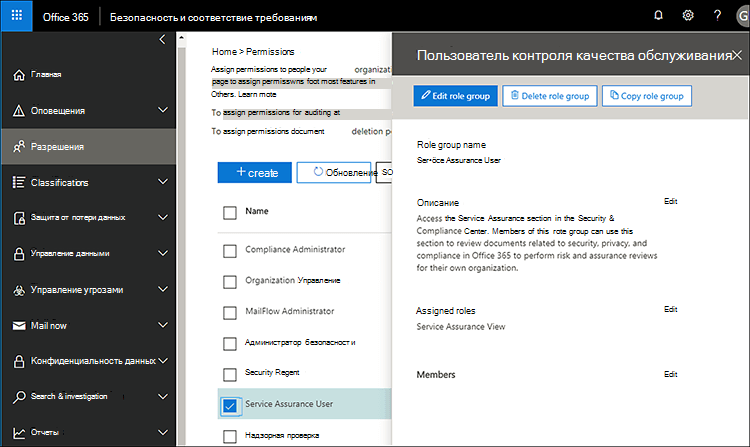 Office 365
Безопасность и соответствие требованиям
?
G
Главная
Оповещения
Разрешения
Classifications
Защита от потери данных
Управление данными
Управление угрозами
Mail now
Конфиденциальность данных
Search & investigation
Отчеты
Home > Permissions
Assign permissions to people your organizat
page to assign permisswns foot most features in
Others. Learn mote
To assign permissions for auditing at
To assign permissions document deletion po
+ create
Обновление
SO
Name
Compliance Administrator
Organization Управление
MailFlow Administrator
Администратор безопасности
Security Regent
Service Assurance User
Надзорная проверка
Пользователь контроля качества обслуживания
Edit role group
Delete role group
Copy role group
Role group name
Ser÷öce Assurance User
Описание Edit
Access the Service Assurance section in the Security &
Compliance Center. Members of this role group can use this
section to review documents related to security, privacy, and
compliance in Office 365 to perform risk and assurance reviews
for their own organization.
Assigned roles Edit
Service Assurance View
Members Edit